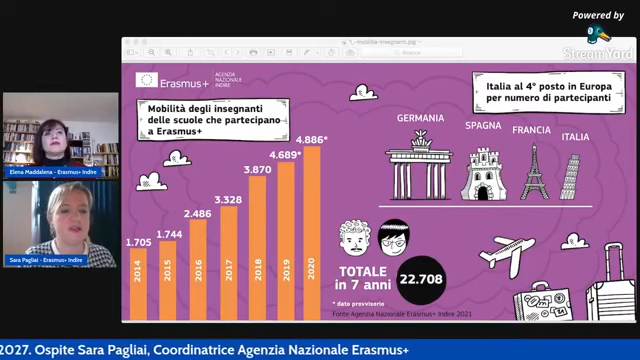 Powered by
StreamYard
mobilita-insegnanti.jpg
Erasmus+
AGENZIA
NAZIONALE
INDIRE
Mobilità degli insegnanti
delle scuole che partecipano
a Erasmus+
Italia al 4° posto in Europa
per numero di partecipanti
GERMANIA
SPAGNA
FRANCIA
ITALIA
1.705
1.744
2.486
3.328
3.870
4.689*
4.886*
2014
2015
2016
2017
2018
2019
2020
TOTALE
in 7 anni
22.708
* dato provvisorio
Fonte Agenzia Nazionale Erasmus+ Indire 2021
Elena Maddalena - Erasmus+ Indire
Sara Pagliai - Erasmus+ Indire
2027. Ospite Sara Pagliai, Coordinatrice Agenzia Nazionale Erasmus+